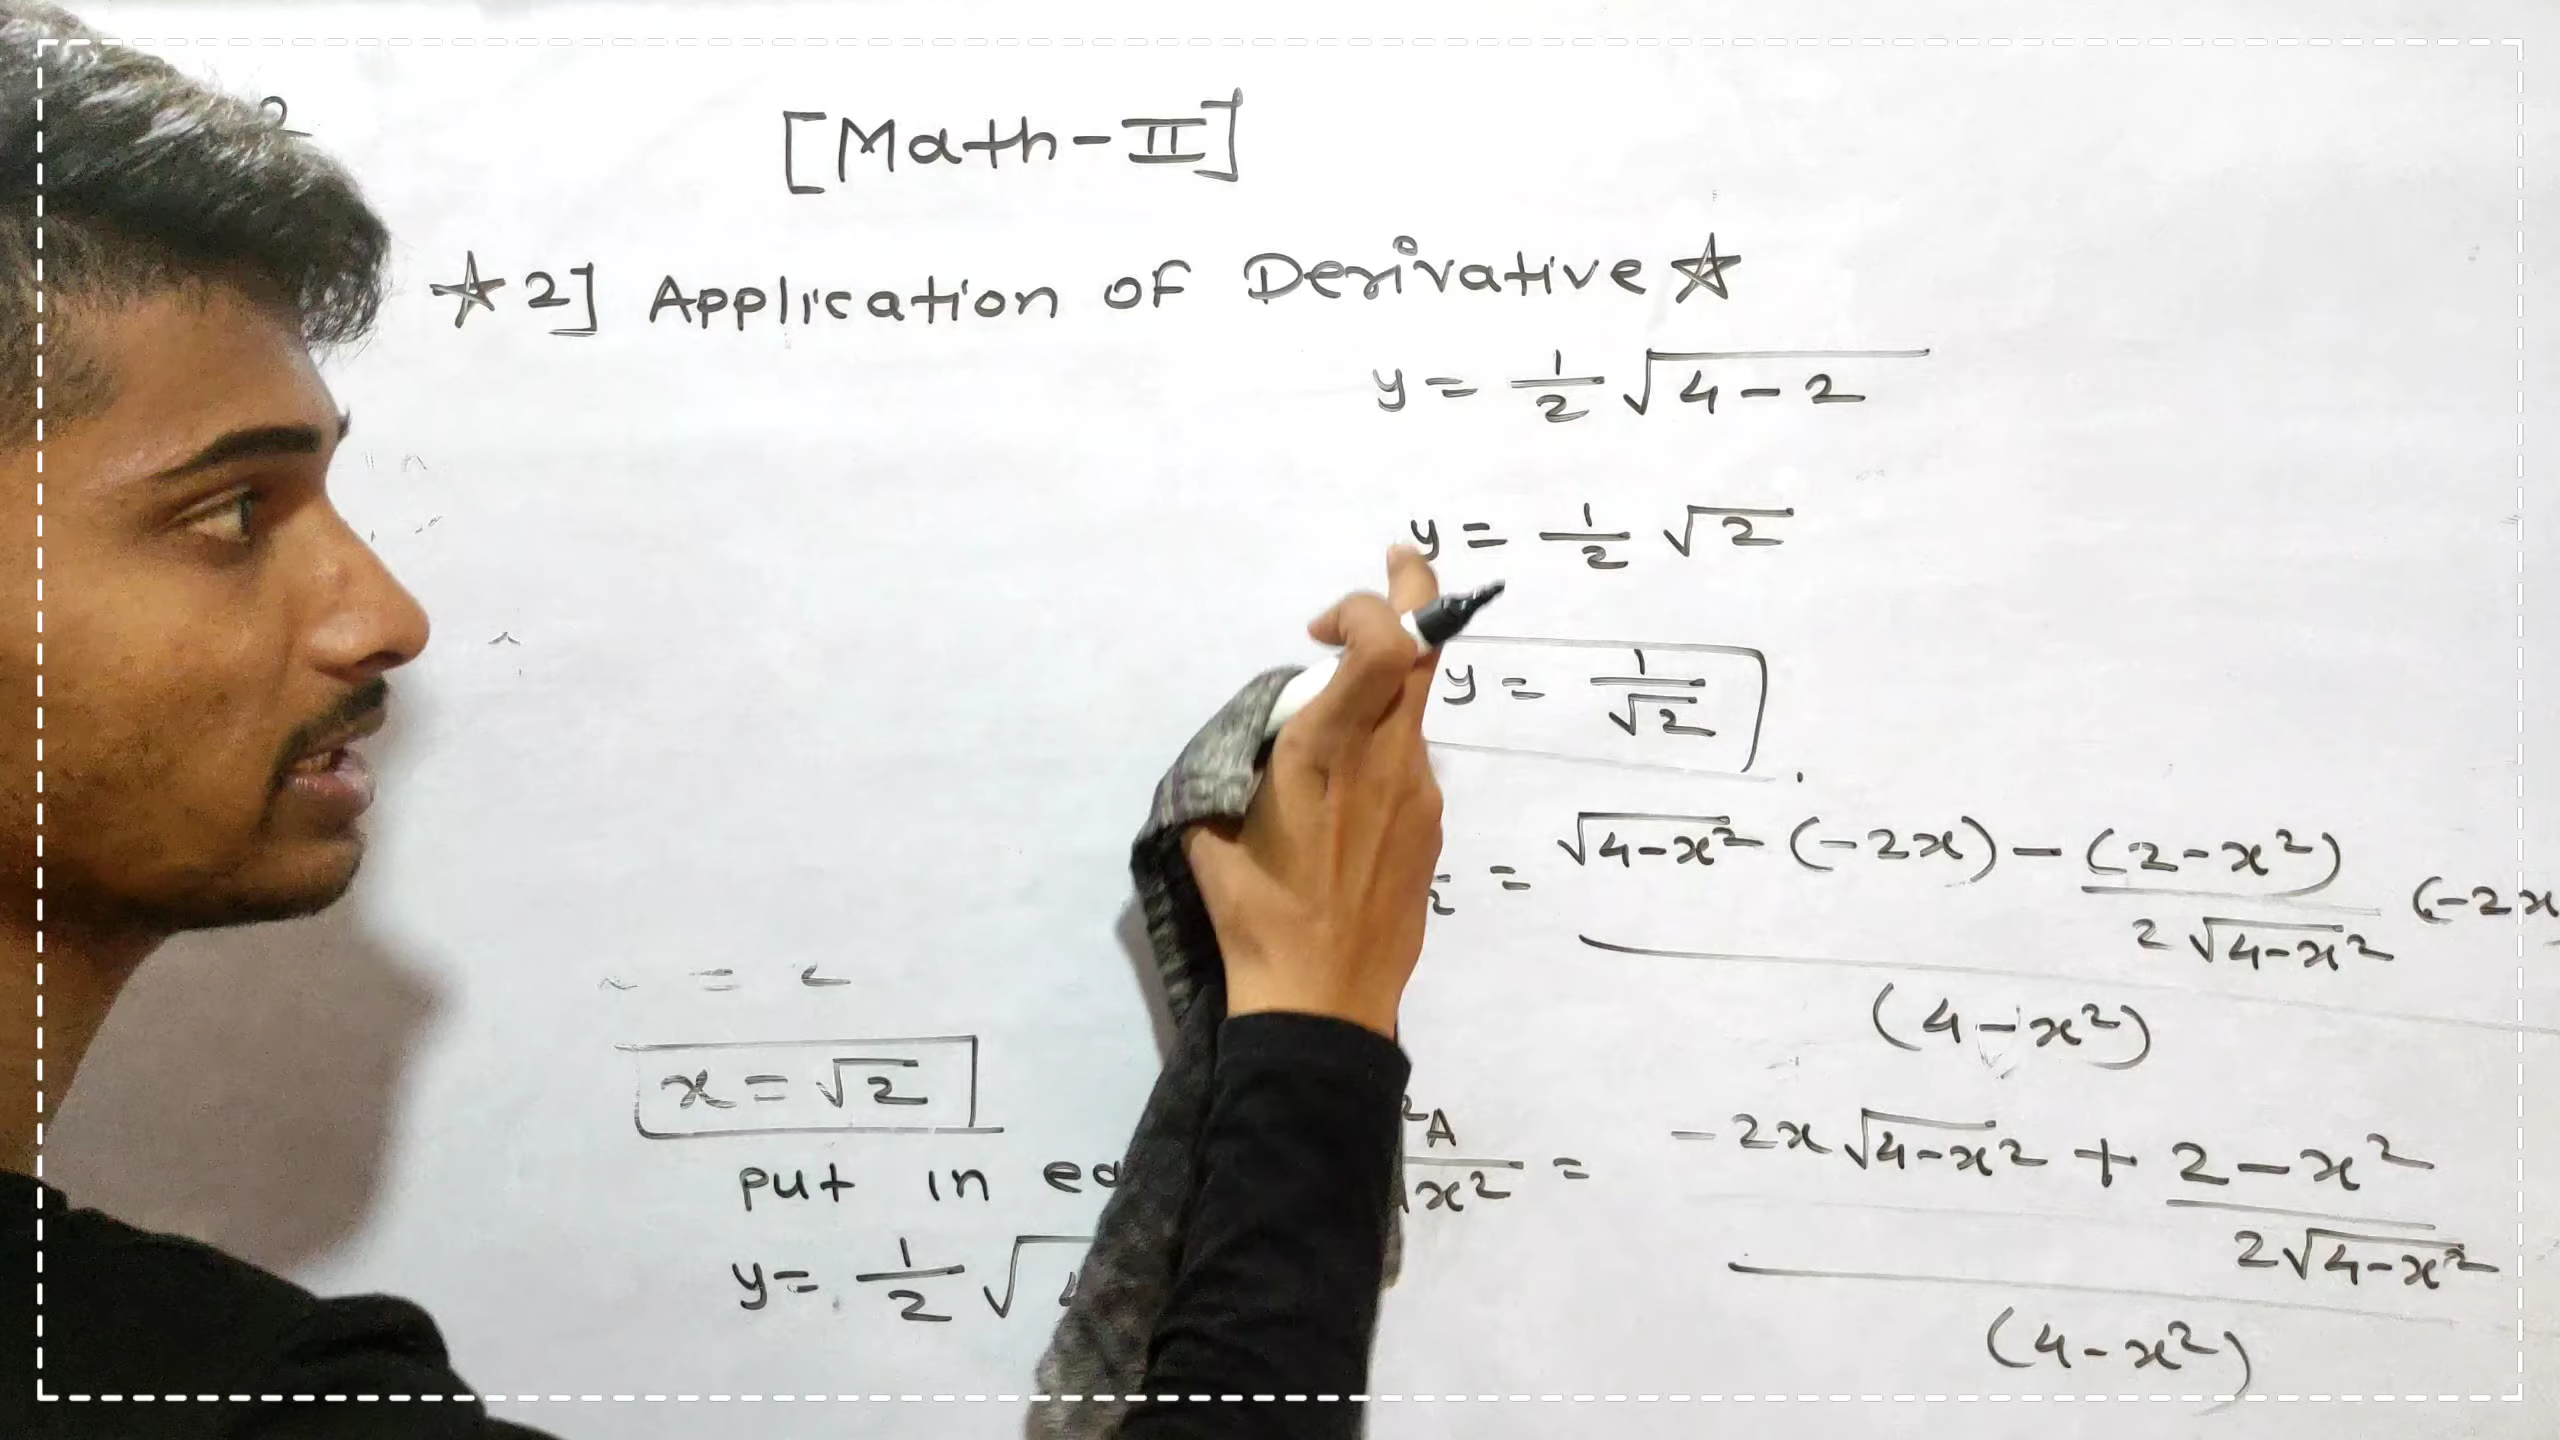 [Math-II]
☆ 2] Application of Derivative ☆
y = 1/2 √(4-2)
y = 1/2 √2
y = 1/√2
= (√(4-x²) (-2x) - (2-x²)/(2√(4-x²)) (-2x
(4-x²)
x = √2
A/x² = (-2x√(4-x²) + (2-x²)/(2√(4-x²)))
(4-x²)
put in
y = 1/2 √